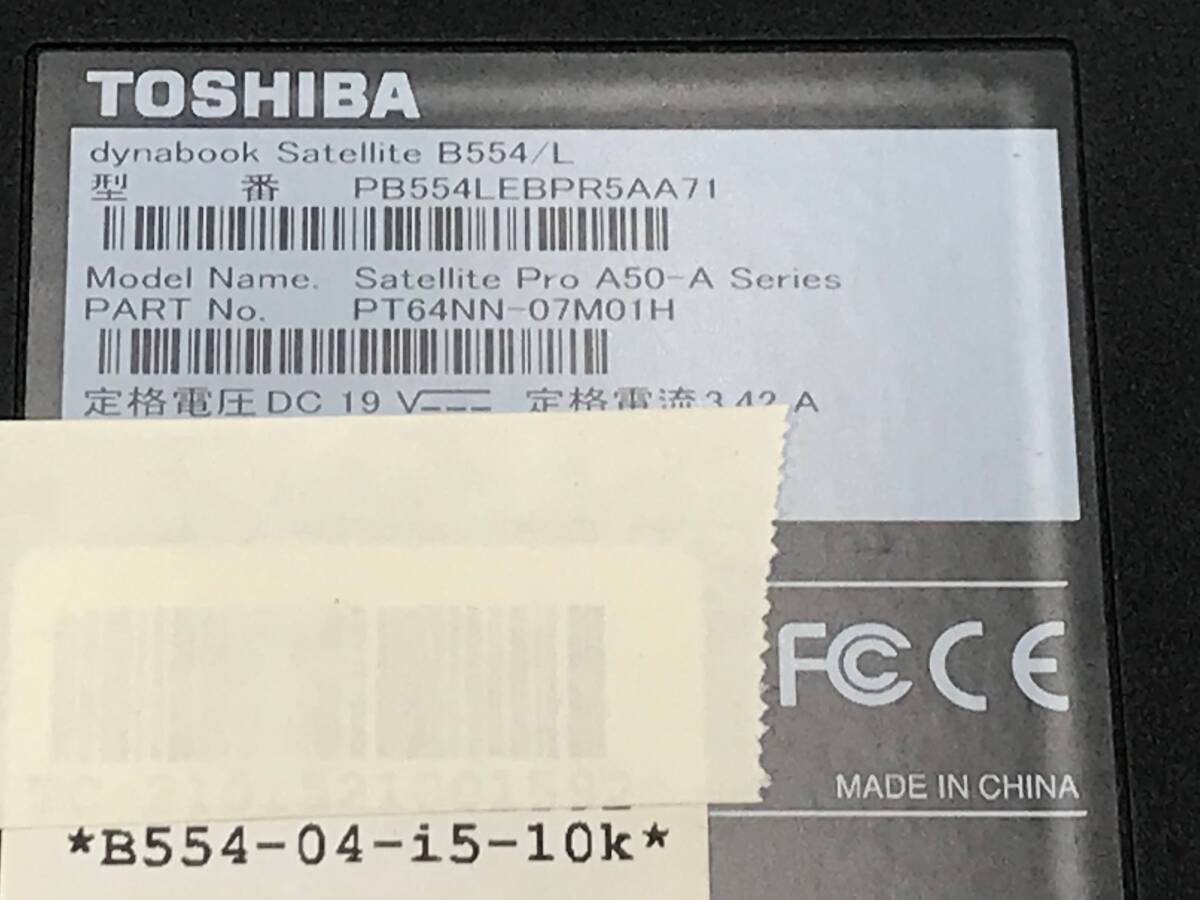 TOSHIBA
dynabook Satellite B554/L
型 番 PB554LEBPR5AA71
Model Name. Satellite Pro A50-A Series
PART No. PT64NN-07M01H
定格電圧 DC 19 V 定格電流 3.42 A
FC CE
MADE IN CHINA
*B554-04-i5-10k*